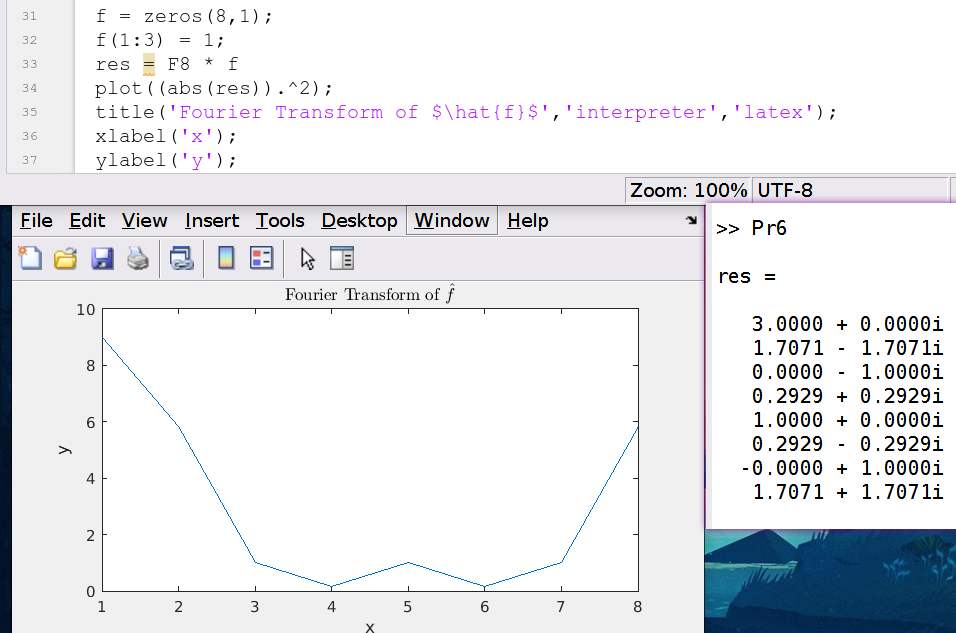 31 f = zeros(8,1);
32 f(1:3) = 1;
33 res = F8 * f
34 plot((abs(res)).^2);
35 title('Fourier Transform of $\hat{f}$','interpreter','latex');
36 xlabel('x');
37 ylabel('y');
Zoom: 100% UTF-8
File Edit View Insert Tools Desktop Window Help
Fourier Transform of f̂
10
8
6
4
2
0
y
1 2 3 4 5 6 7 8
x
>> Pr6
res =
3.0000 + 0.0000i
1.7071 - 1.7071i
0.0000 - 1.0000i
0.2929 + 0.2929i
1.0000 + 0.0000i
0.2929 - 0.2929i
-0.0000 + 1.0000i
1.7071 + 1.7071i